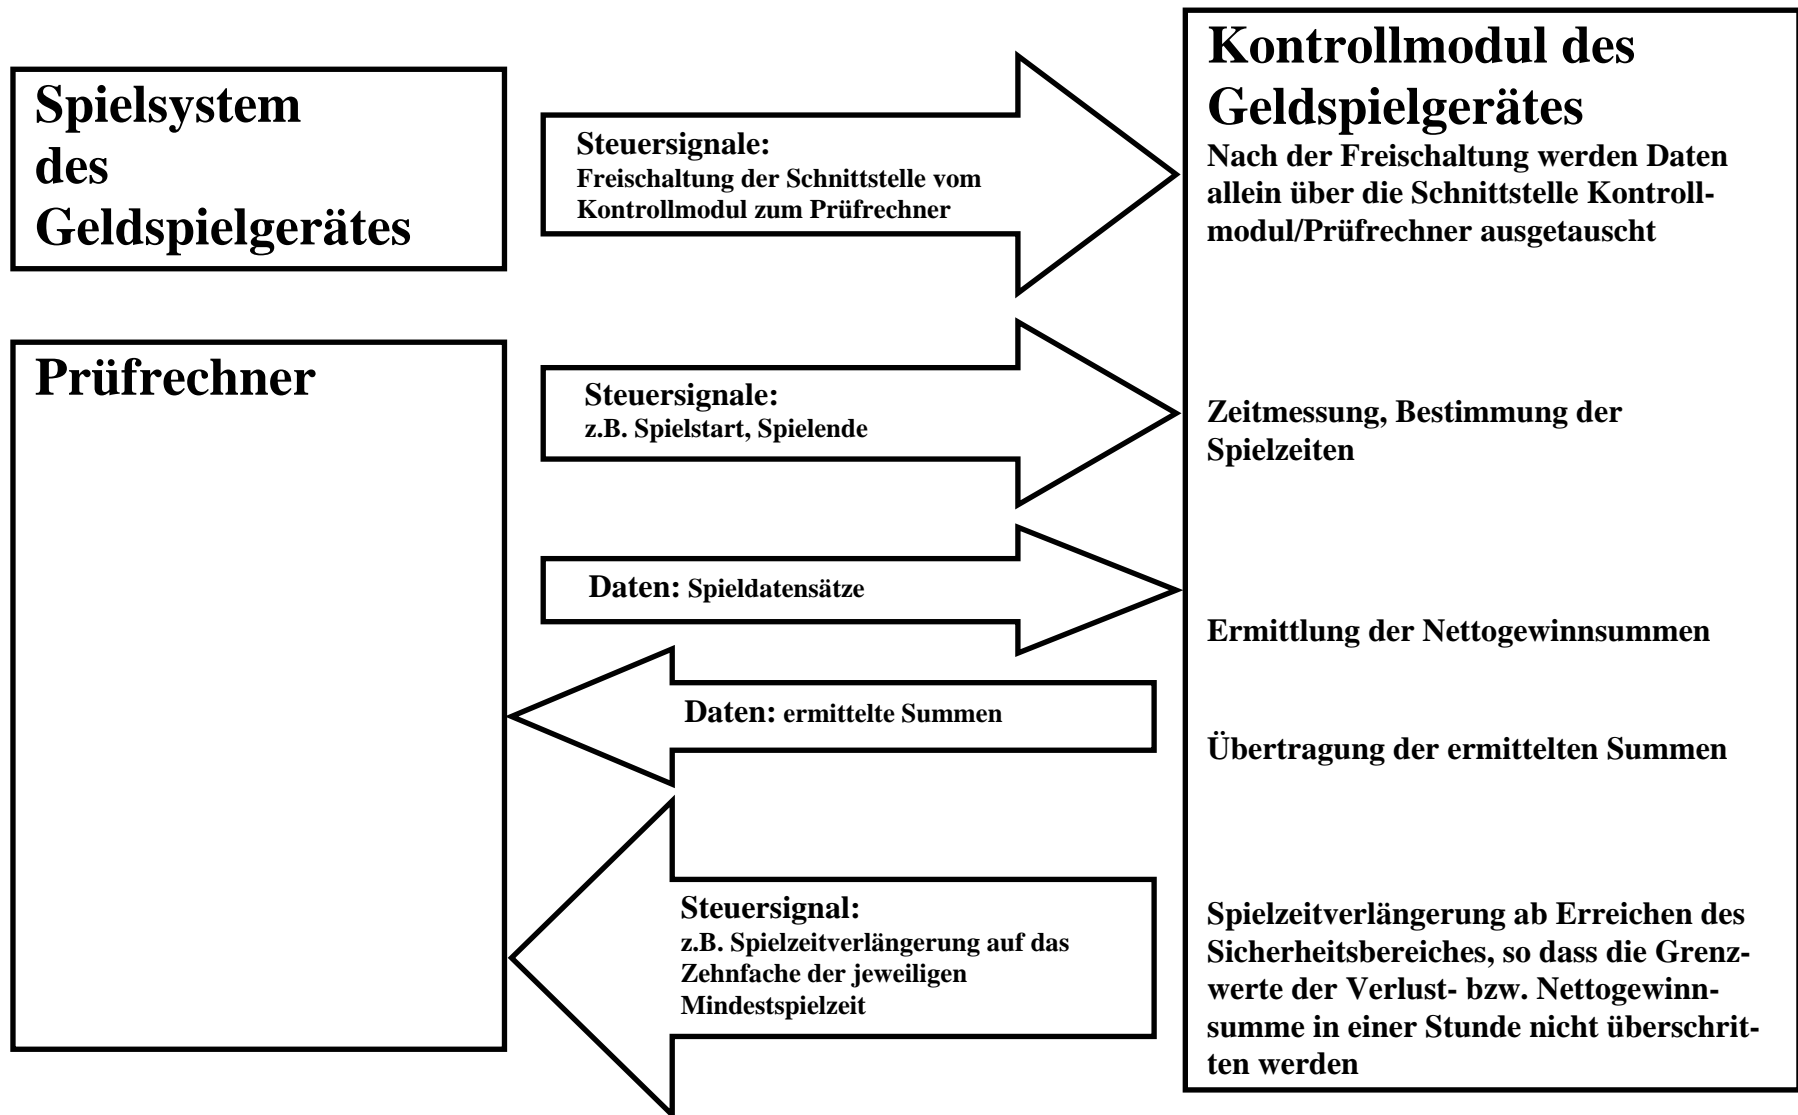 Spielsystem
des
Geldspielgerätes
Steuersignale:
Freischaltung der Schnittstelle vom
Kontrollmodul zum Prüfrechner
Kontrollmodul des
Geldspielgerätes
Nach der Freischaltung werden Daten
allein über die Schnittstelle Kontroll-
modul/Prüfrechner ausgetauscht
Prüfrechner
Steuersignale:
z.B. Spielstart, Spielende
Zeitmessung, Bestimmung der
Spielzeiten
Daten: Spieldatensätze
Ermittlung der Nettogewinnsummen
Daten: ermittelte Summen
Übertragung der ermittelten Summen
Steuersignal:
z.B. Spielzeitverlängerung auf das
Zehnfache der jeweiligen
Mindestspielzeit
Spielzeitverlängerung ab Erreichen des
Sicherheitsbereiches, so dass die Grenz-
werte der Verlust- bzw. Nettogewinn-
summe in einer Stunde nicht überschrit-
ten werden